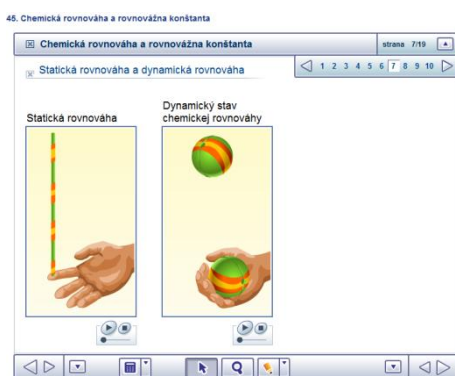 45. Chemická rovnováha a rovnovážna konštanta
Chemická rovnováha a rovnovážna konštanta
strana 7/19
Statická rovnováha a dynamická rovnováha
1 2 3 4 5 6 7 8 9 10
Statická rovnováha
Dynamický stav
chemickej rovnováhy